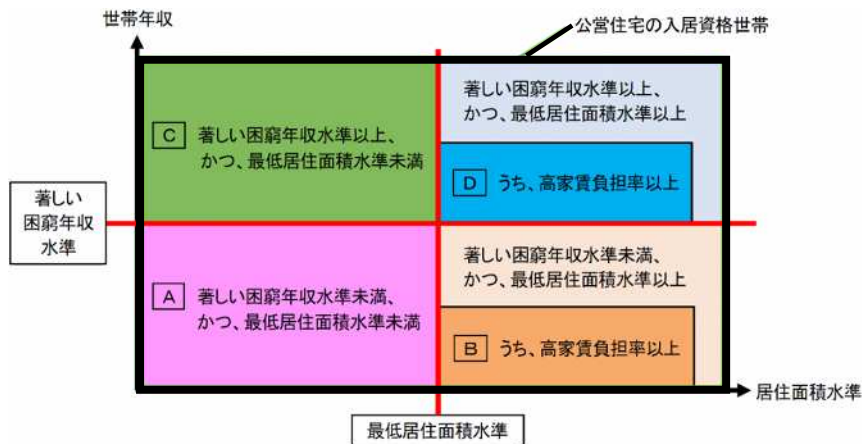 世帯年収
公営住宅の入居資格世帯
C 著しい困窮年収水準以上、
かつ、最低居住面積水準未満
著しい困窮年収水準以上、
かつ、最低居住面積水準以上
D うち、高家賃負担率以上
著しい
困窮年収
水準
A 著しい困窮年収水準未満、
かつ、最低居住面積水準未満
著しい困窮年収水準未満、
かつ、最低居住面積水準以上
B うち、高家賃負担率以上
居住面積水準
最低居住面積水準